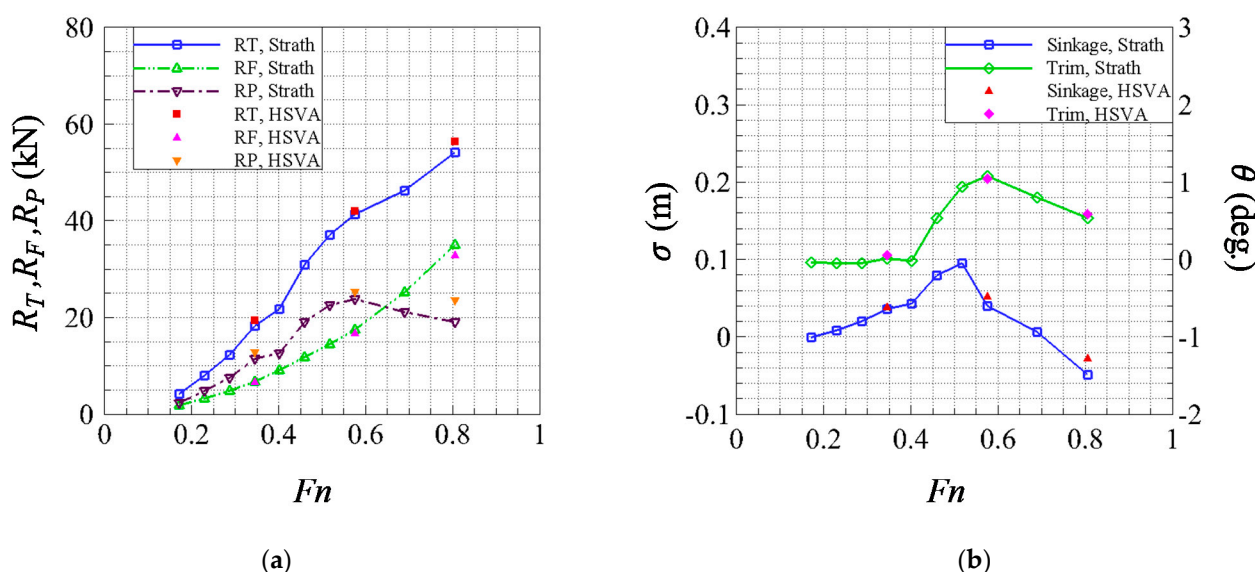 80
60
40
20
0
0
0.2
0.4
0.6
0.8
1
R_T, R_F, R_P (kN)
Fn
RT, Strath
RF, Strath
RP, Strath
RT, HSVA
RF, HSVA
RP, HSVA
(a)
0.4
0.3
0.2
0.1
0
-0.1
σ (m)
0
0.2
0.4
0.6
0.8
1
Fn
Sinkage, Strath
Trim, Strath
Sinkage, HSVA
Trim, HSVA
3
2
1
0
-1
-2
θ (deg.)
(b)